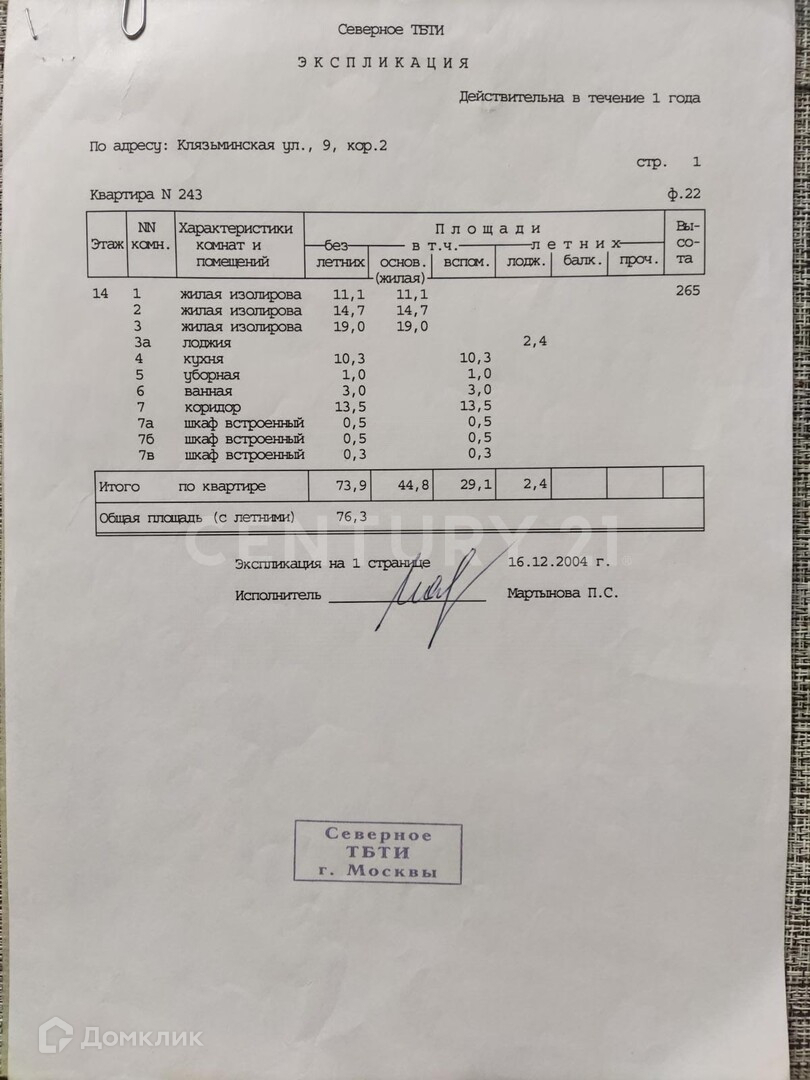 Северное ТБТИ
ЭКСПЛИКАЦИЯ
Действительна в течение 1 года
По адресу: Клязьминская ул., 9, кор.2
стр. 1
Квартира N 243
ф.22
Этаж NN комн. Характеристики комнат и помещений Площади Вы-со-та
без летних в т.ч. летних
основ. (жилая) вспом. лодж. балк. проч.
14 1 жилая изолирова 11,1 11,1 265
2 жилая изолирова 14,7 14,7
3 жилая изолирова 19,0 19,0
3а лоджия 2,4
4 кухня 10,3 10,3
5 уборная 1,0 1,0
6 ванная 3,0 3,0
7 коридор 13,5 13,5
7а шкаф встроенный 0,5 0,5
7б шкаф встроенный 0,5 0,5
7в шкаф встроенный 0,3 0,3
Итого по квартире 73,9 44,8 29,1 2,4
Общая площадь (с летними) 76,3
CENTURY 21
Экспликация на 1 странице 16.12.2004 г.
Исполнитель Мартынова П.С.
Северное
ТБТИ
г. Москвы
Домклик